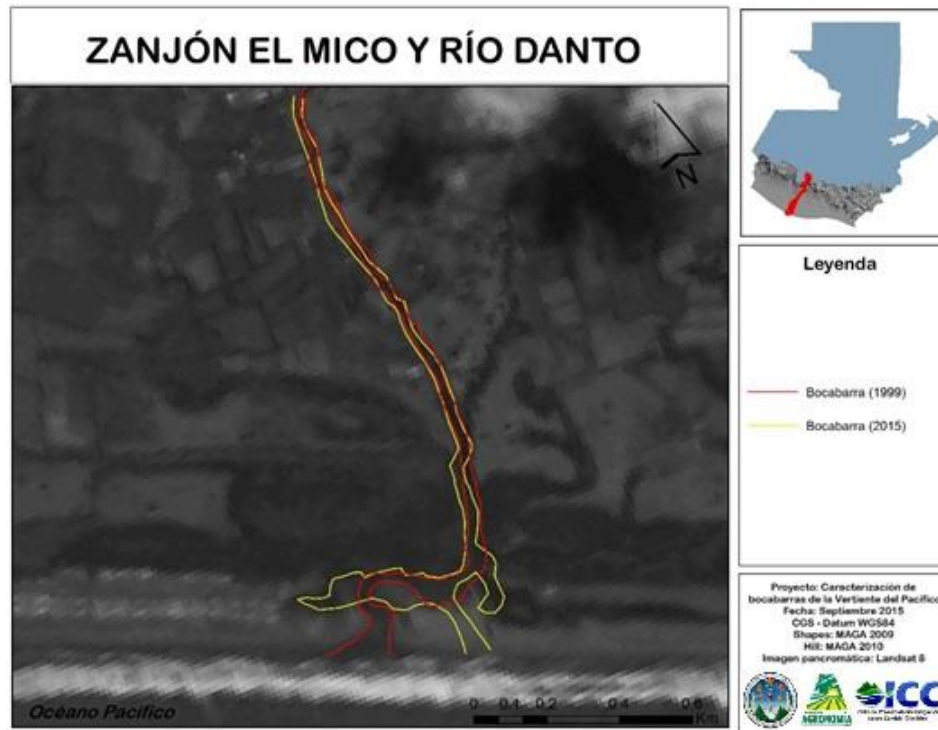 ZANJÓN EL MICO Y RÍO DANTO
N
Océano Pacífico
0 0.1 0.2 0.4 0.6
Km
Leyenda
Bocabarra (1999)
Bocabarra (2015)
Proyecto: Caracterización de
bocabarras de la Vertiente del Pacífico
Fecha: Septiembre 2015
CGS - Datum WGS84
Shapes: MAGA 2009
Hill: MAGA 2010
Imagen pancromática: Landsat 8
AGRONOMIA
ICC